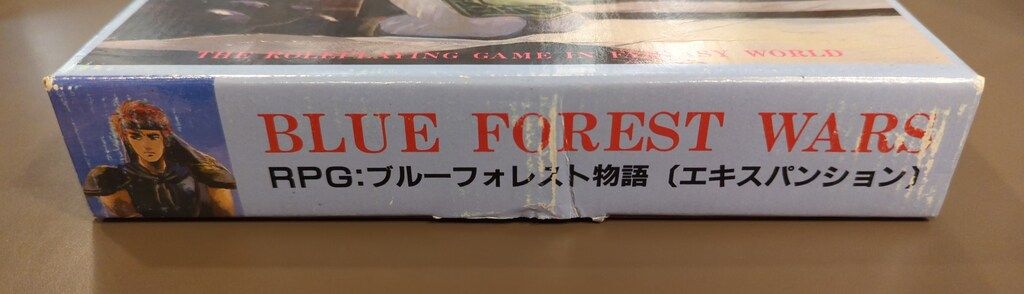 THE ROLEPLAYING GAME IN FANTASY WORLD
BLUE FOREST WARS
RPG:ブルーフォレスト物語〔エキスパンション〕